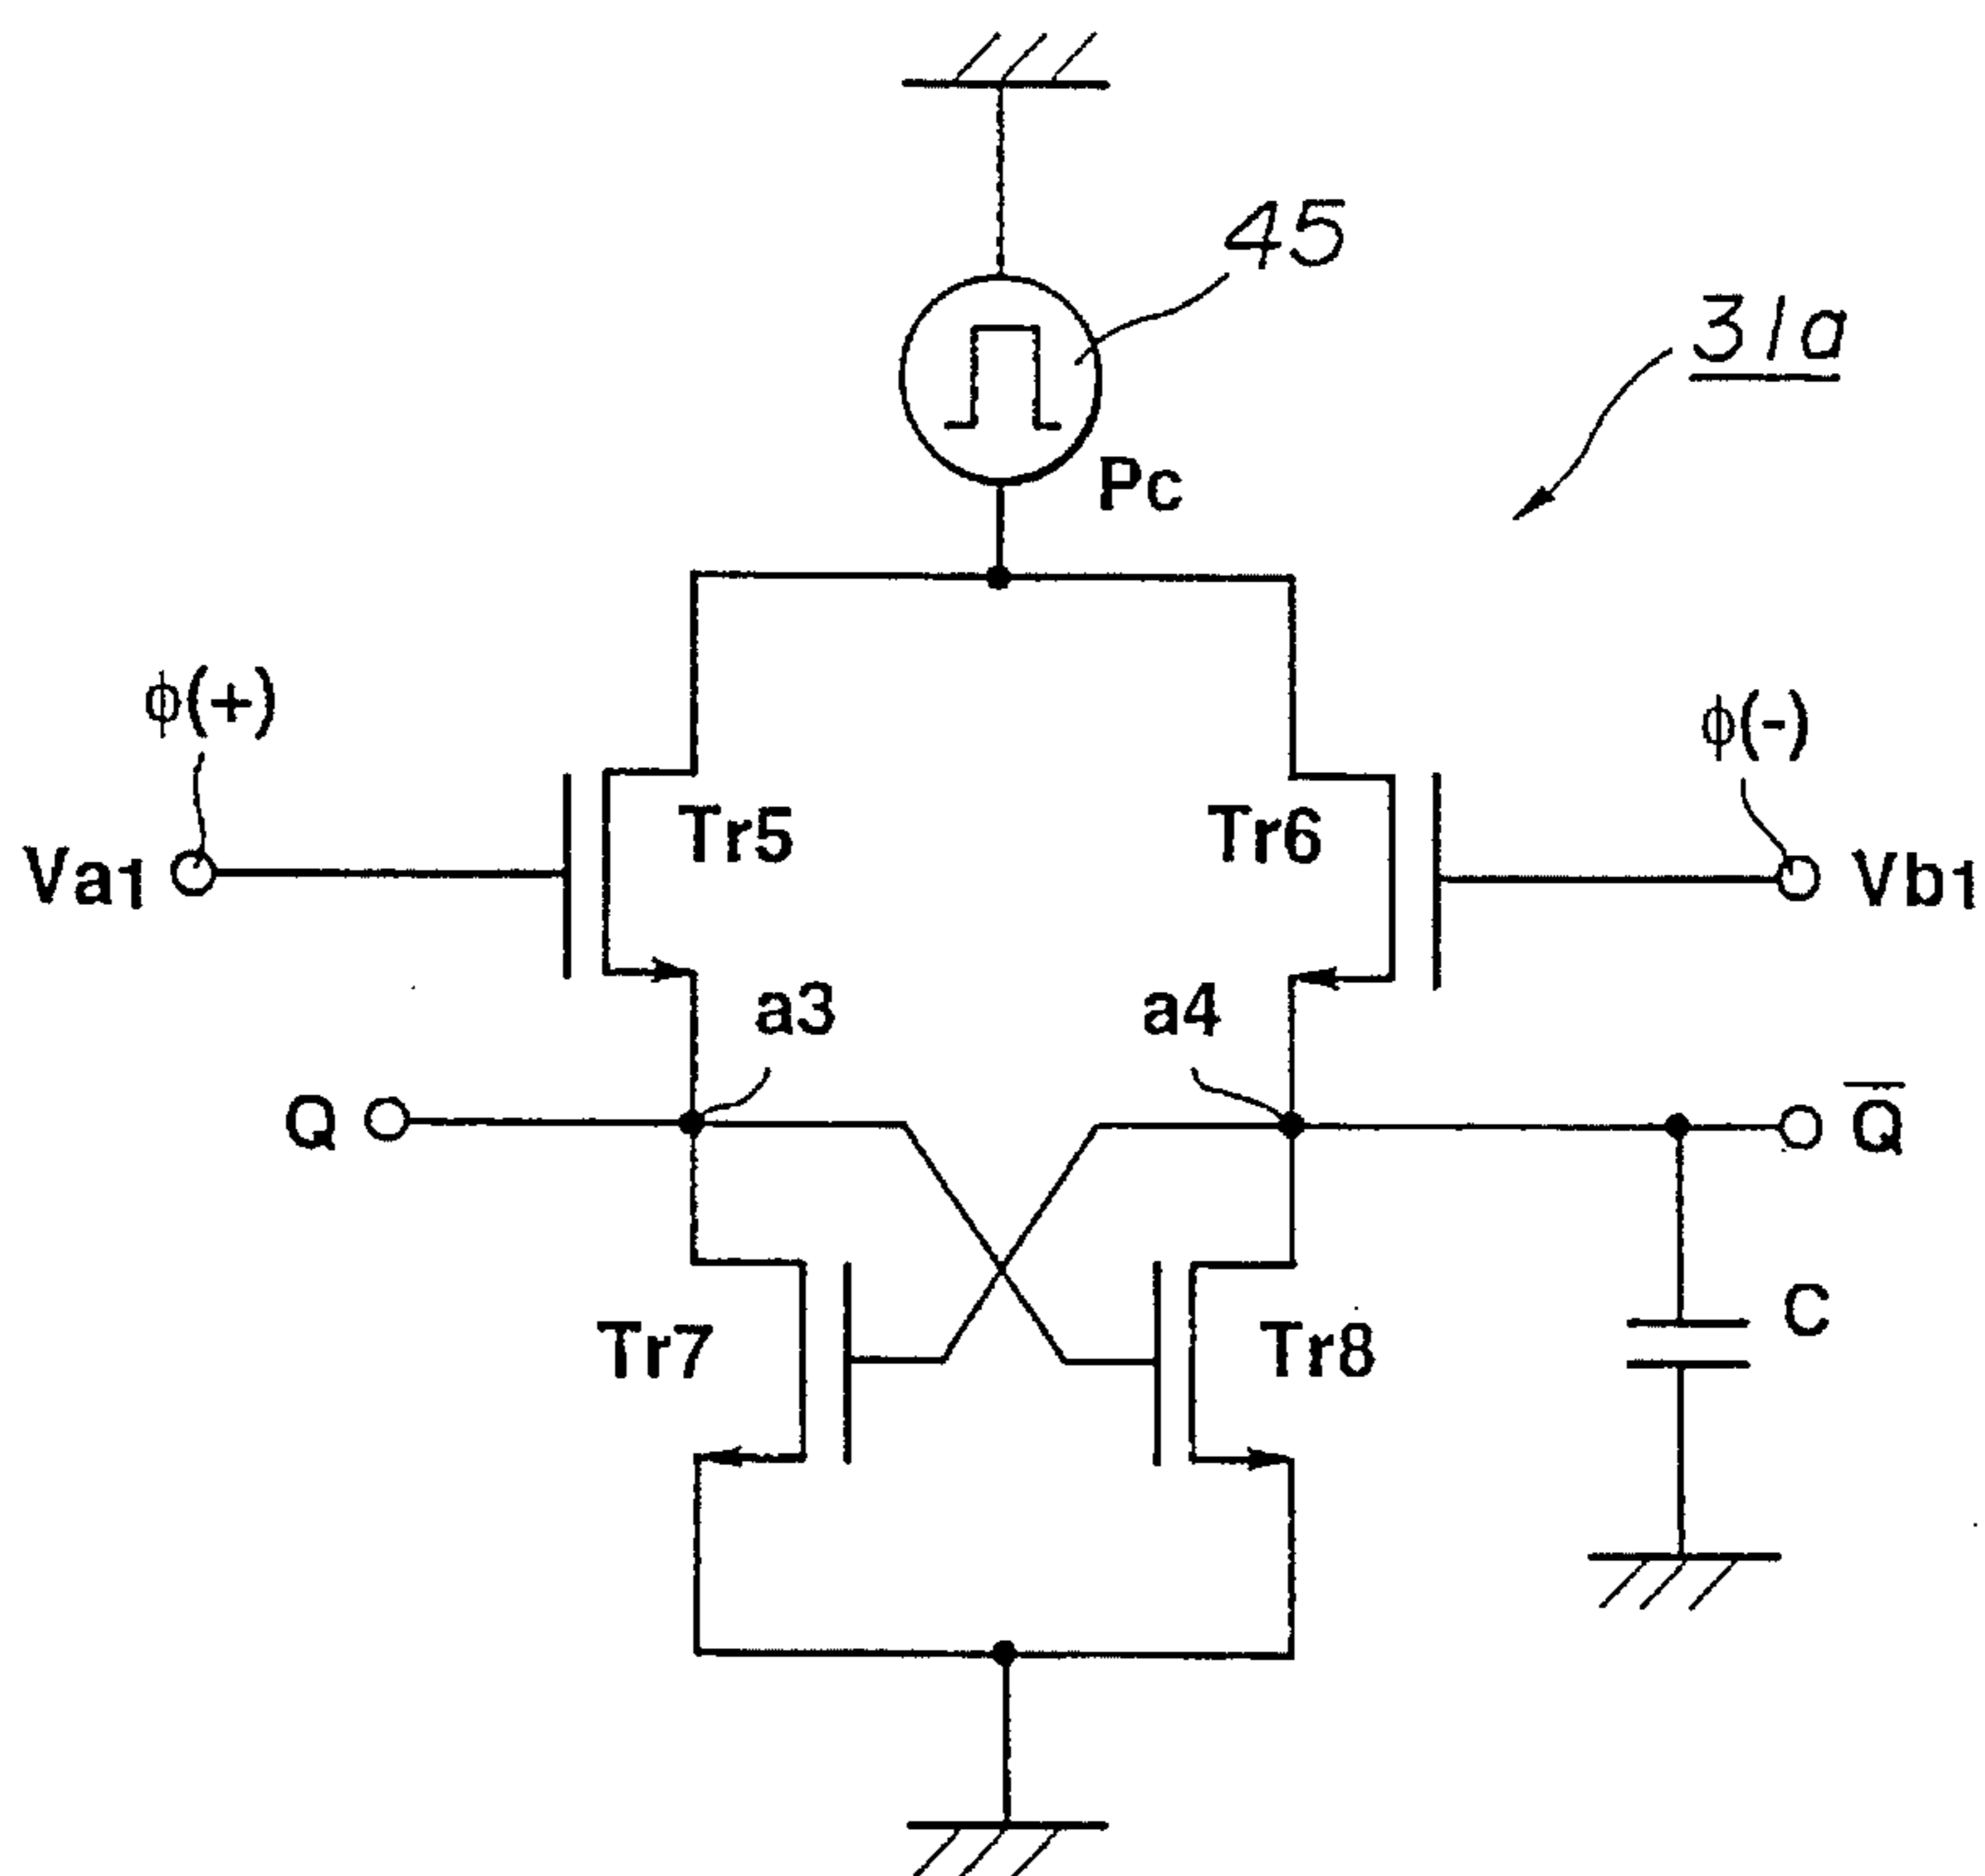 45
31a
Pc
ϕ(+)
ϕ(-)
Tr5
Tr6
Va1
Vb1
a3
a4
Q
Q̅
Tr7
Tr8
C